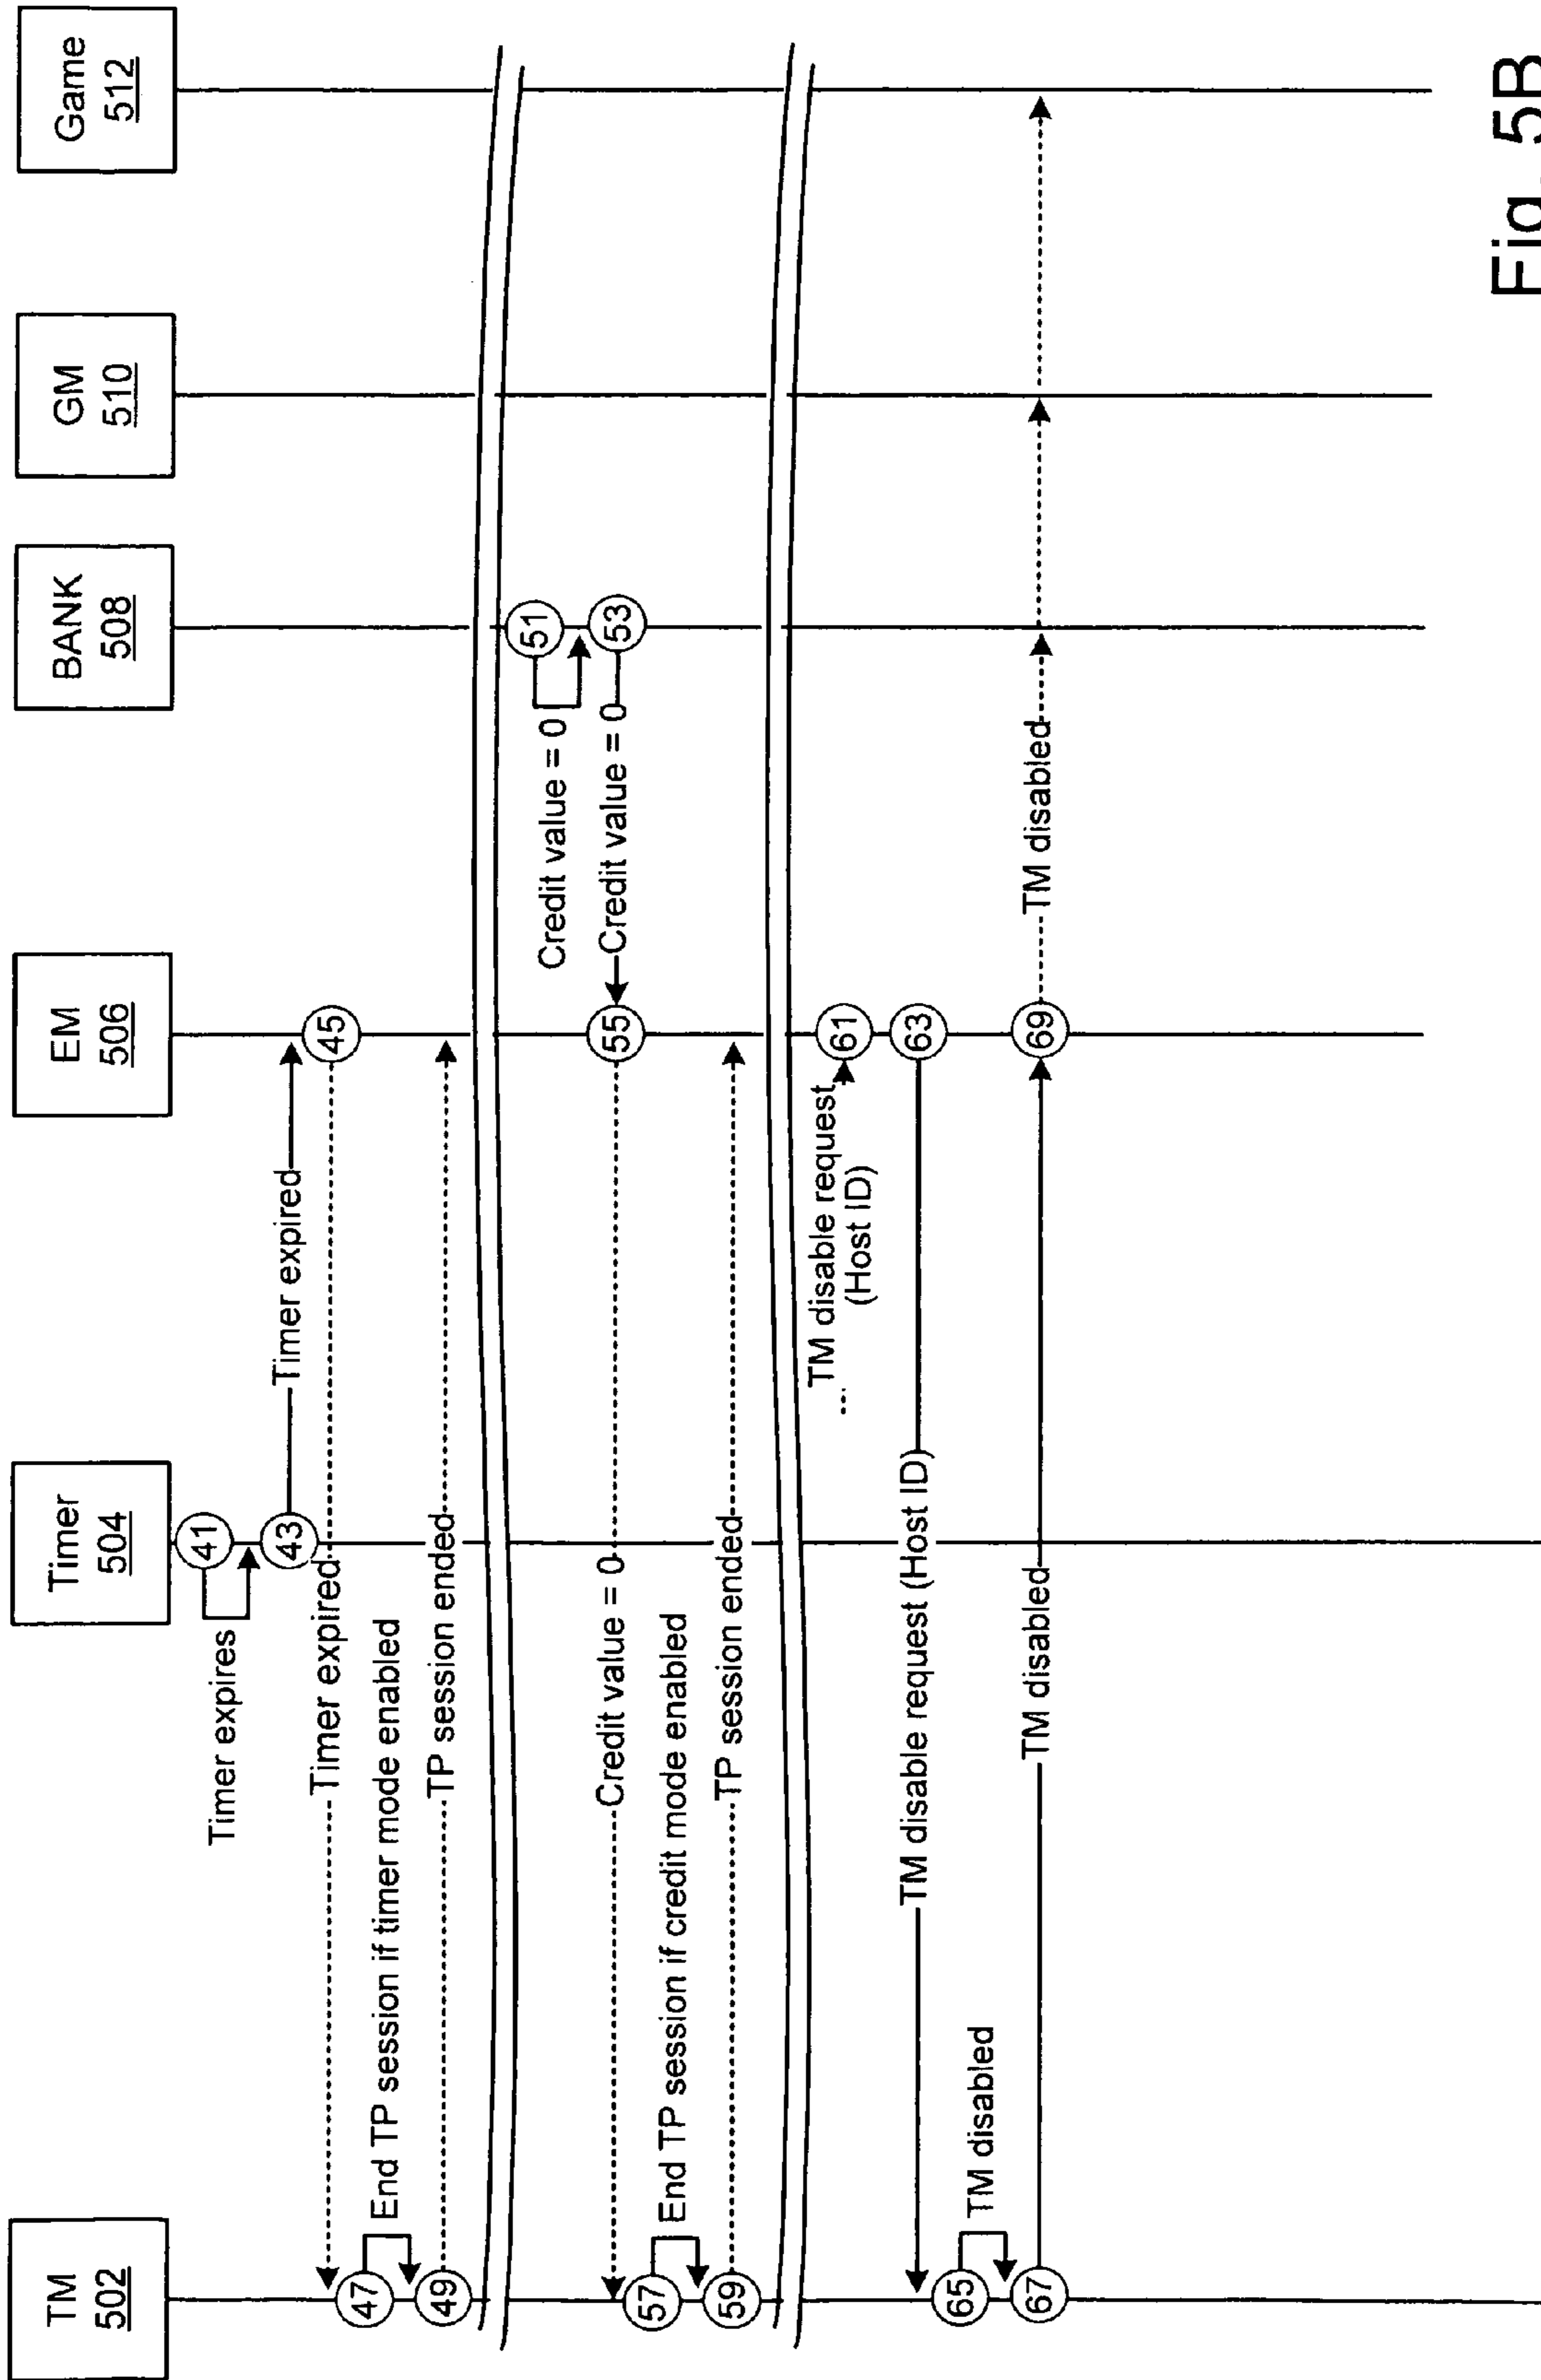 TM
502
Timer
504
EM
506
BANK
508
GM
510
Game
512
41
Timer expires
43
Timer expired
45
Timer expired
47
End TP session if timer mode enabled
49
TP session ended
51
Credit value = 0
53
Credit value = 0
55
Credit value = 0
57
End TP session if credit mode enabled
59
TP session ended
TM disable request
(Host ID)
61
63
TM disable request (Host ID)
65
TM disabled
67
TM disabled
69
TM disabled
Fig. 5B